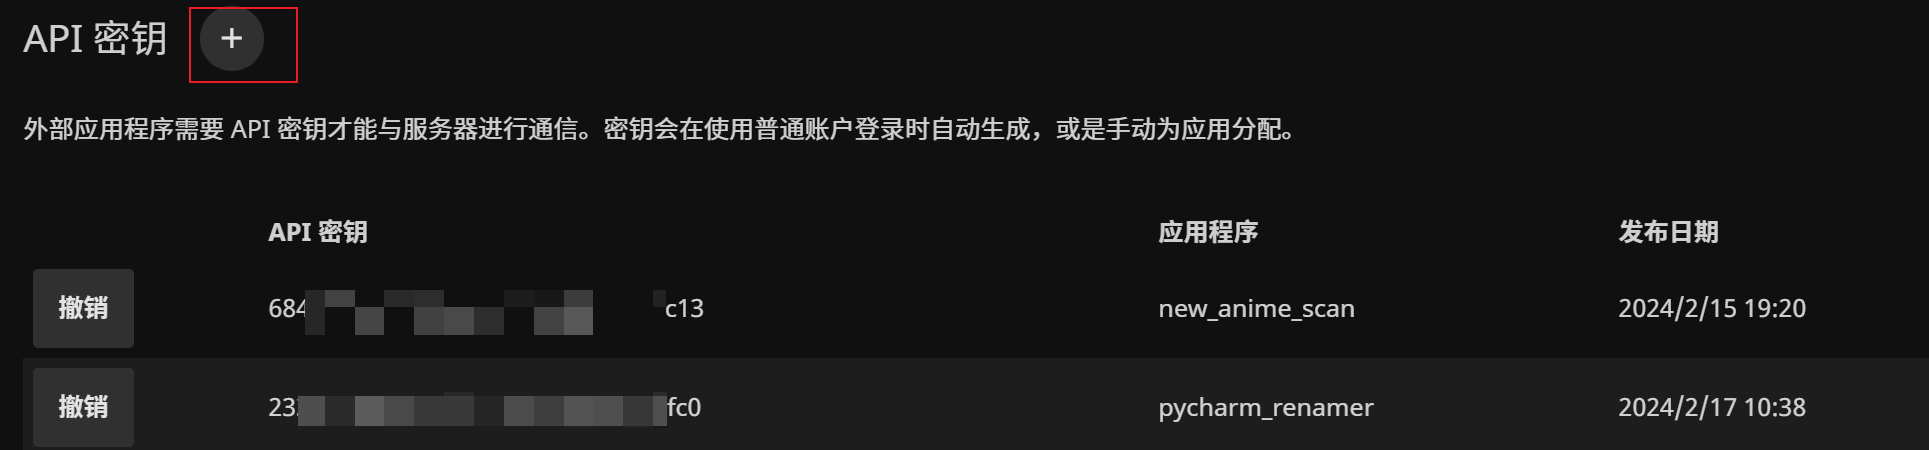 API 密钥 +
外部应用程序需要 API 密钥才能与服务器进行通信。密钥会在使用普通账户登录时自动生成，或是手动为应用分配。
API 密钥 应用程序 发布日期
撤销 684 c13 new_anime_scan 2024/2/15 19:20
撤销 23 fc0 pycharm_renamer 2024/2/17 10:38